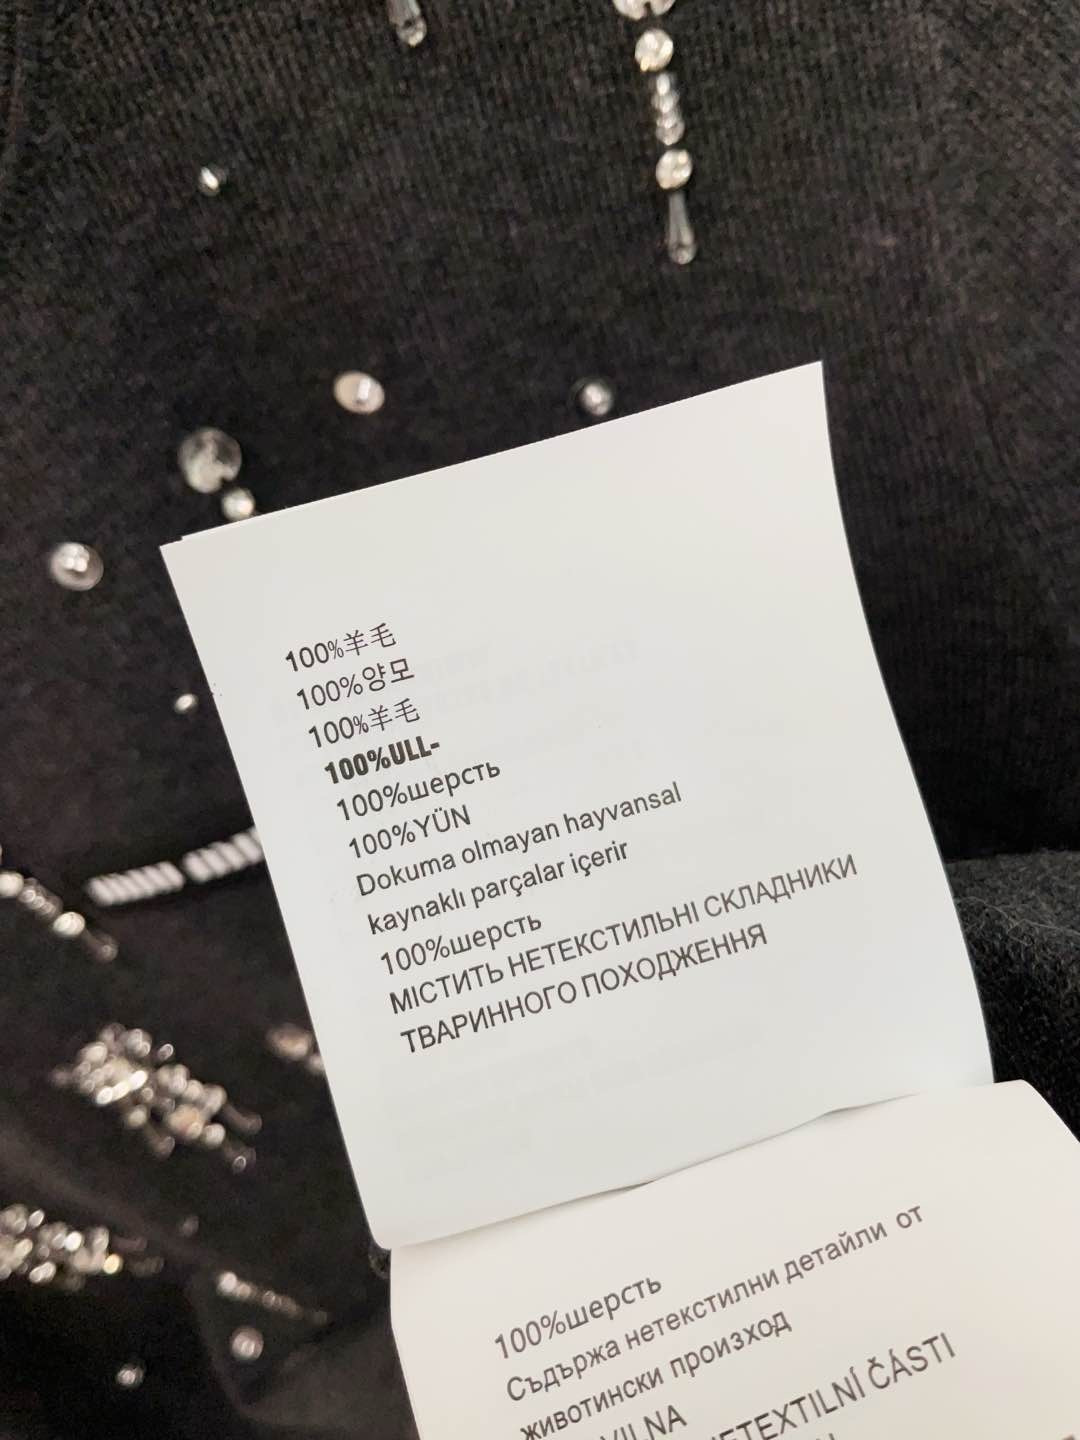 100%羊毛
100%양모
100%羊毛
100%ULL-
100%шерсть
100%YÜN
Dokuma olmayan hayvansal
kaynaklı parçalar içerir
100%шерсть
МІСТИТЬ НЕТЕКСТИЛЬНІ СКЛАДНИКИ
ТВАРИННОГО ПОХОДЖЕННЯ
100%шерсть
Съдържа нетекстилни детайли от
животински произход
ČÁSTI